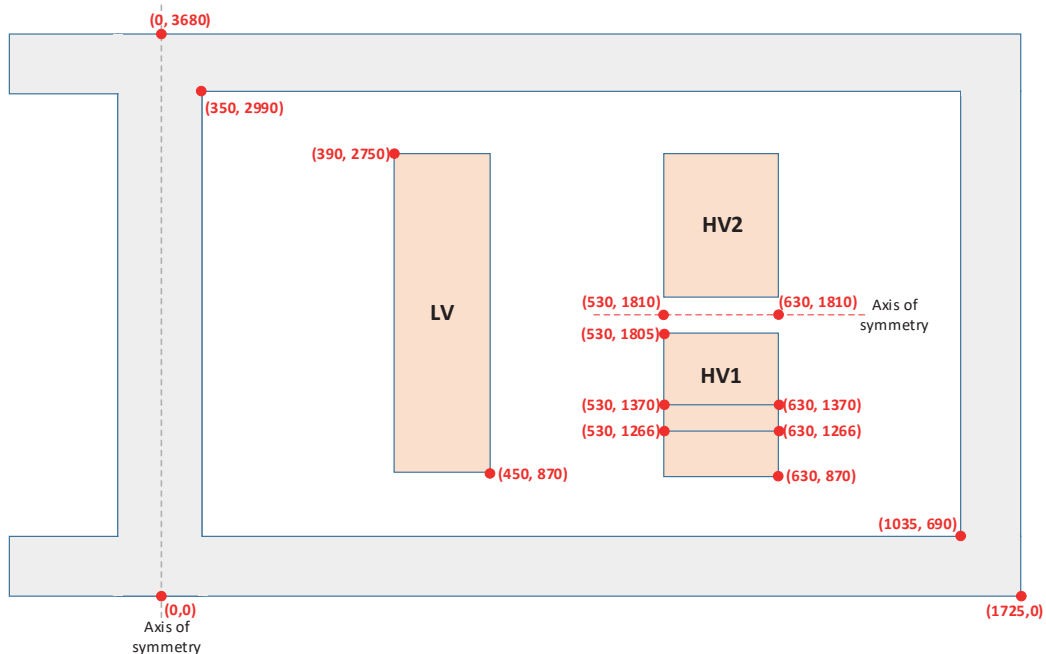 (0, 3680)
(350, 2990)
(390, 2750)
HV2
(530, 1810)
(630, 1810)
Axis of
symmetry
LV
(530, 1805)
HV1
(530, 1370)
(630, 1370)
(530, 1266)
(630, 1266)
(450, 870)
(630, 870)
(1035, 690)
(0,0)
(1725,0)
Axis of
symmetry